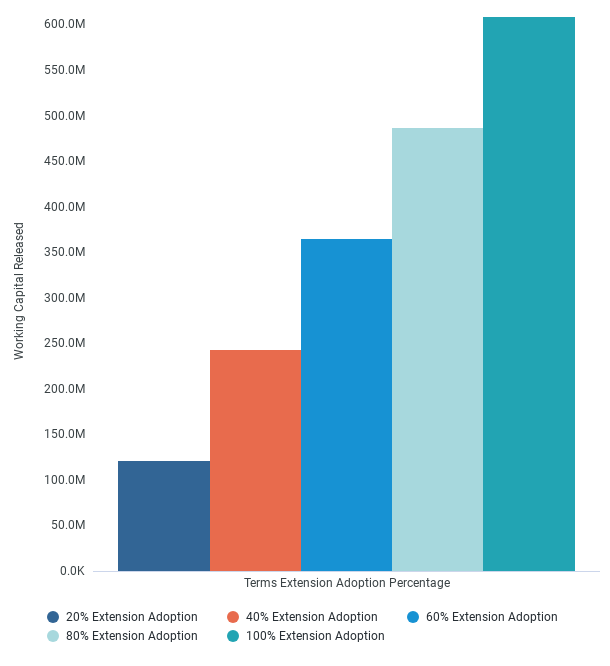 600.0M
550.0M
500.0M
450.0M
400.0M
350.0M
300.0M
250.0M
200.0M
150.0M
100.0M
50.0M
0.0K
Working Capital Released
Terms Extension Adoption Percentage
20% Extension Adoption
40% Extension Adoption
60% Extension Adoption
80% Extension Adoption
100% Extension Adoption